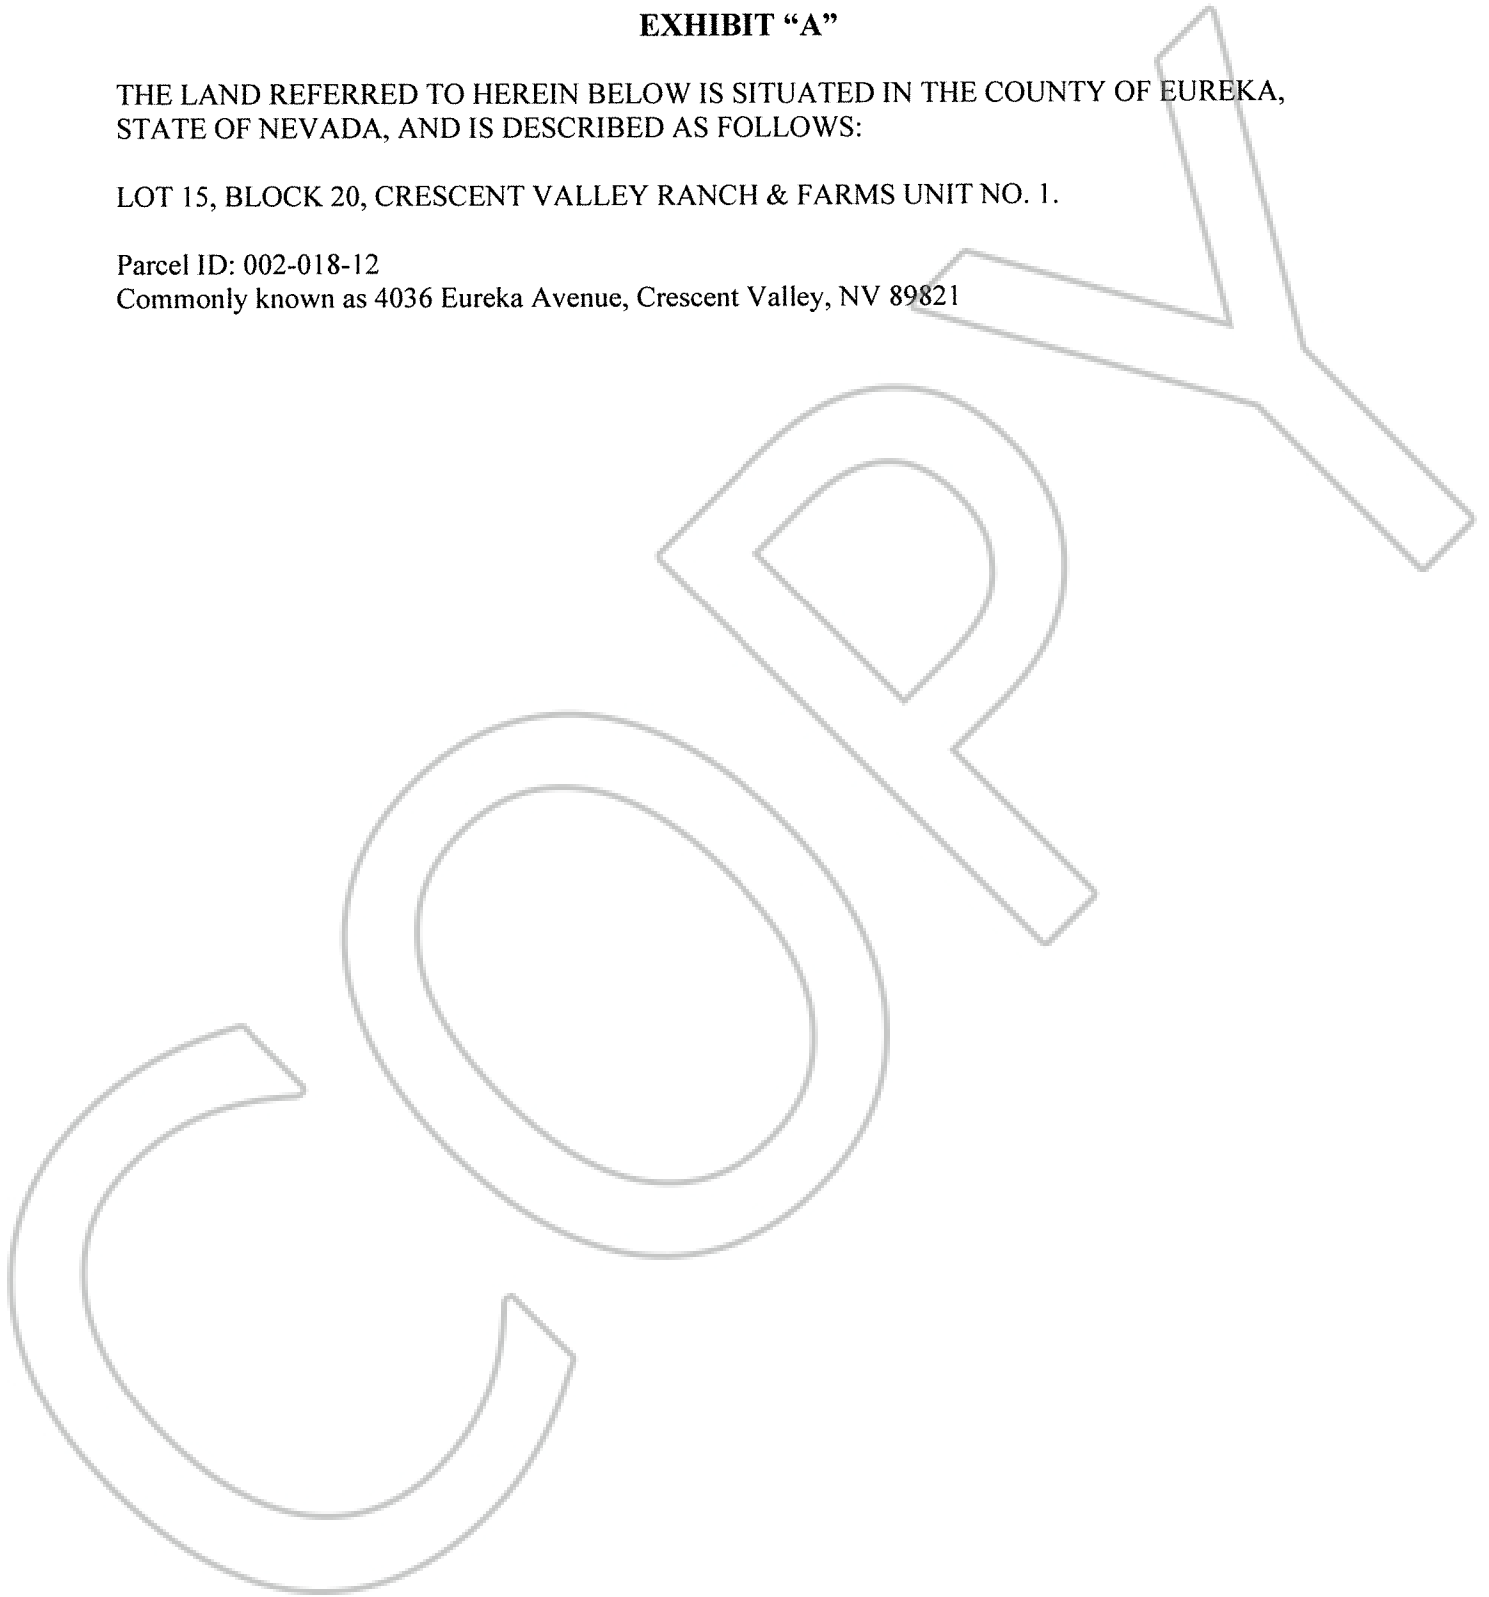 EXHIBIT “A”
THE LAND REFERRED TO HEREIN BELOW IS SITUATED IN THE COUNTY OF EUREKA,
STATE OF NEVADA, AND IS DESCRIBED AS FOLLOWS:
LOT 15, BLOCK 20, CRESCENT VALLEY RANCH & FARMS UNIT NO. 1.
Parcel ID: 002-018-12
Commonly known as 4036 Eureka Avenue, Crescent Valley, NV 89821
COPY